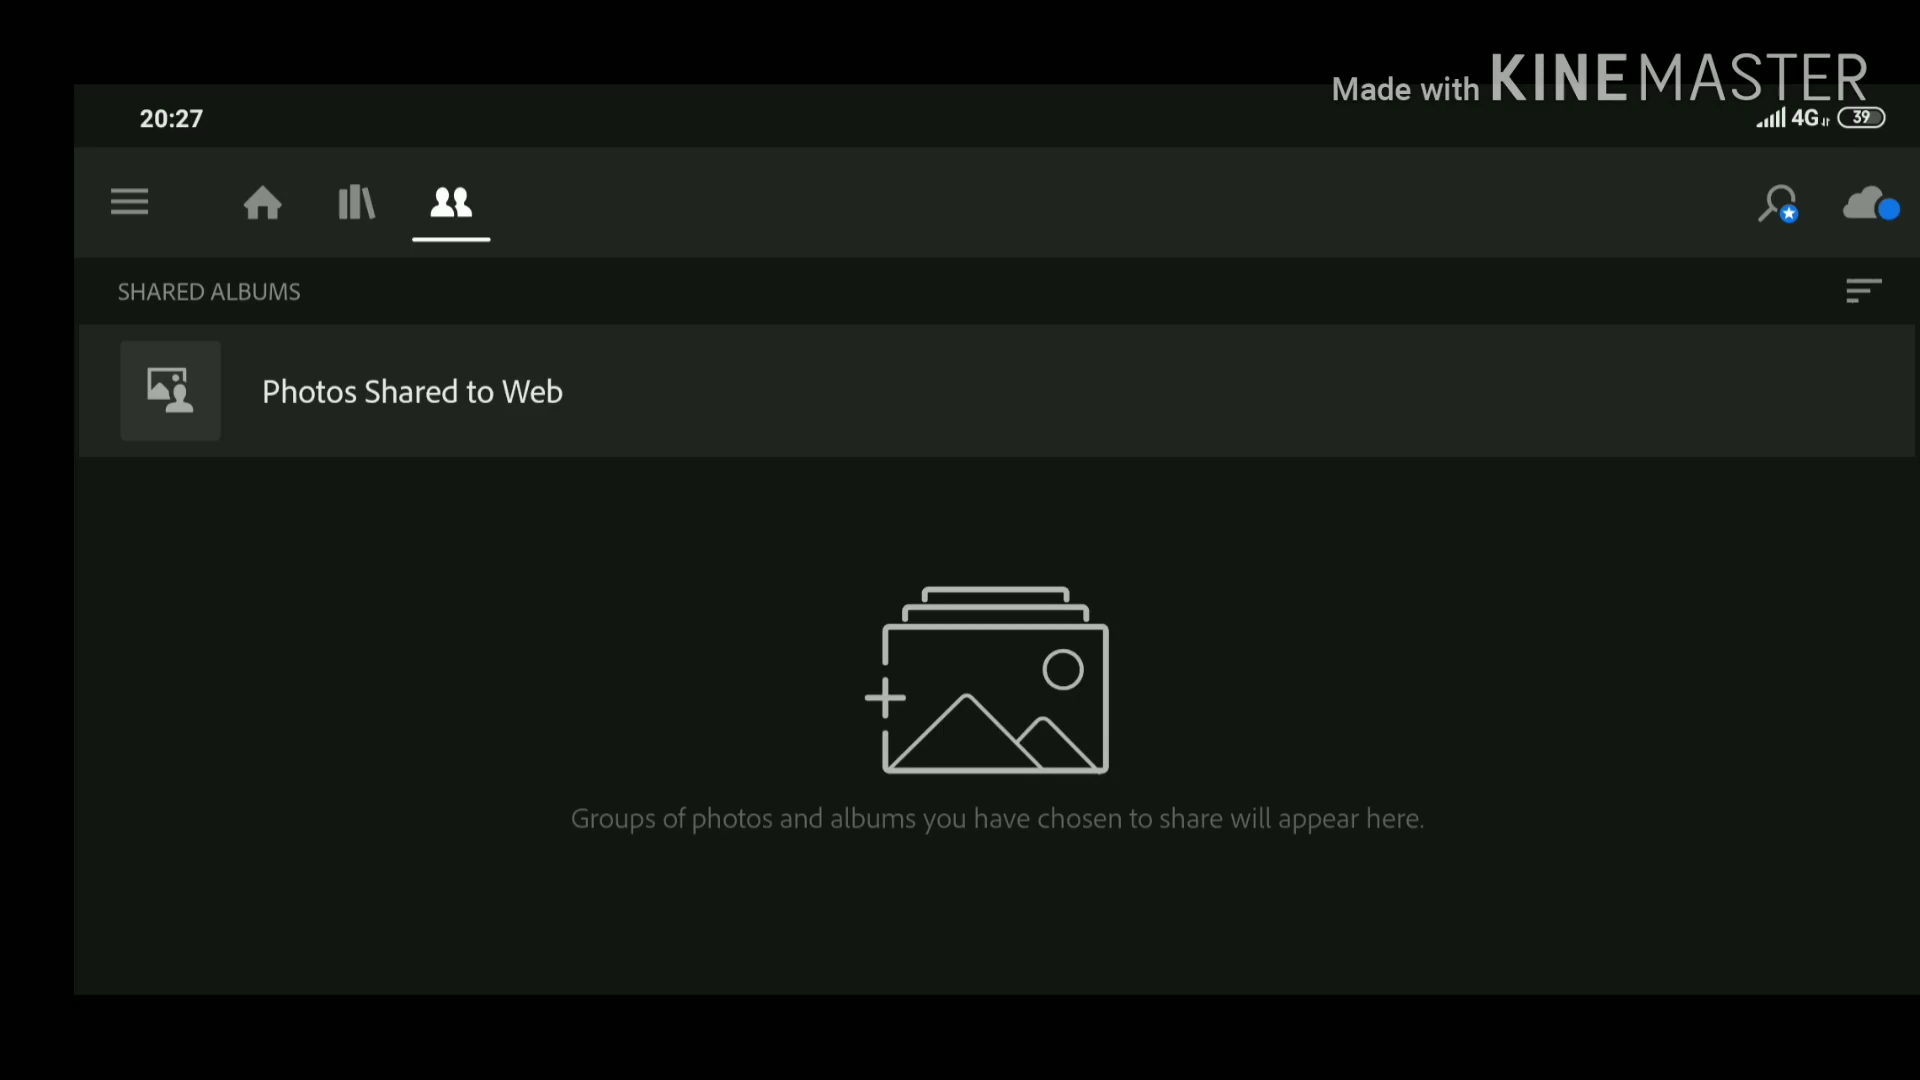 Made with KINEMASTER
20:27
4G 39
SHARED ALBUMS
Photos Shared to Web
Groups of photos and albums you have chosen to share will appear here.